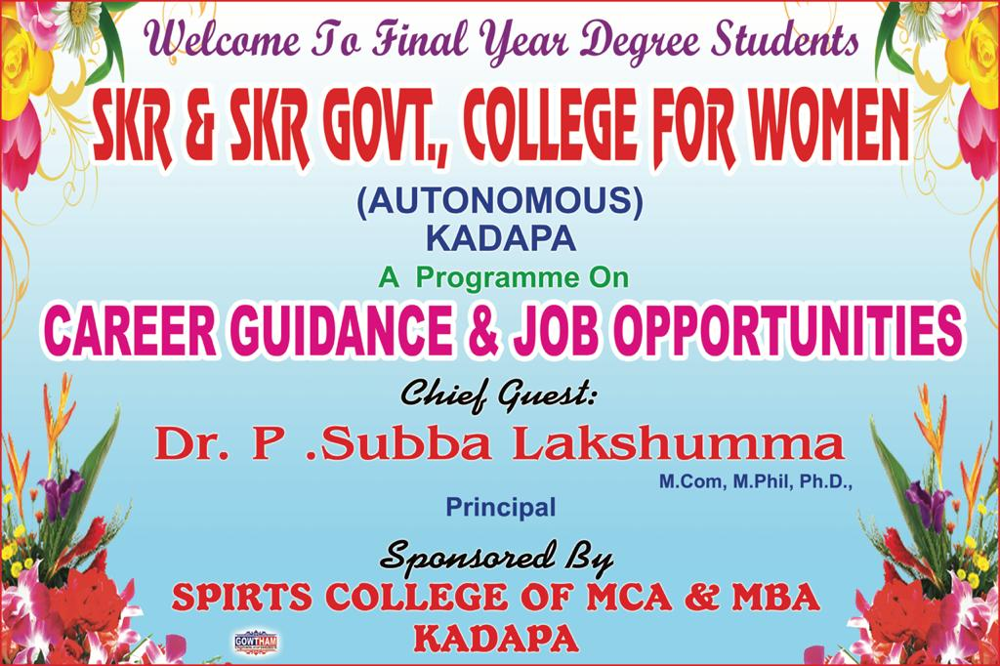 Welcome To Final Year Degree Students
SKR & SKR GOVT., COLLEGE FOR WOMEN
(AUTONOMOUS)
KADAPA
A Programme On
CAREER GUIDANCE & JOB OPPORTUNITIES
Chief Guest:
Dr. P .Subba Lakshumma
M.Com, M.Phil, Ph.D.,
Principal
Sponsored By
SPIRTS COLLEGE OF MCA & MBA
KADAPA
GOWTHAM